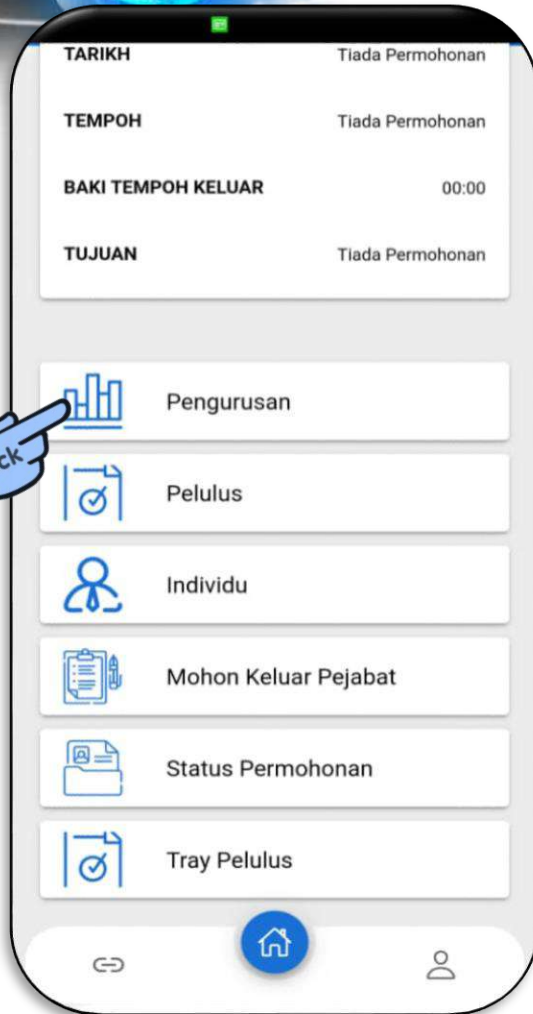 TARIKH Tiada Permohonan
TEMPOH Tiada Permohonan
BAKI TEMPOH KELUAR 00:00
TUJUAN Tiada Permohonan
Pengurusan
Pelulus
Individu
Mohon Keluar Pejabat
Status Permohonan
Tray Pelulus